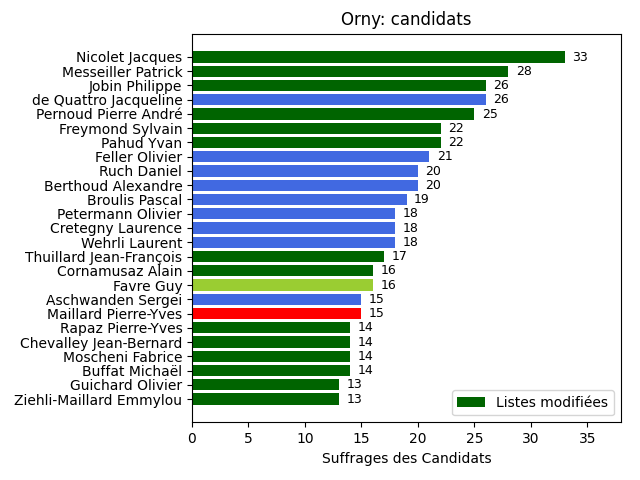 Orny: candidats
Nicolet Jacques 33
Messeiller Patrick 28
Jobin Philippe 26
de Quattro Jacqueline 26
Pernoud Pierre André 25
Freymond Sylvain 22
Pahud Yvan 22
Feller Olivier 21
Ruch Daniel 20
Berthoud Alexandre 20
Broulis Pascal 19
Petermann Olivier 18
Cretegny Laurence 18
Wehrli Laurent 18
Thuillard Jean-François 17
Cornamusaz Alain 16
Favre Guy 16
Aschwanden Sergei 15
Maillard Pierre-Yves 15
Rapaz Pierre-Yves 14
Chevalley Jean-Bernard 14
Moscheni Fabrice 14
Buffat Michaël 14
Guichard Olivier 13
Ziehli-Maillard Emmylou 13
Listes modifiées
0 5 10 15 20 25 30 35
Suffrages des Candidats